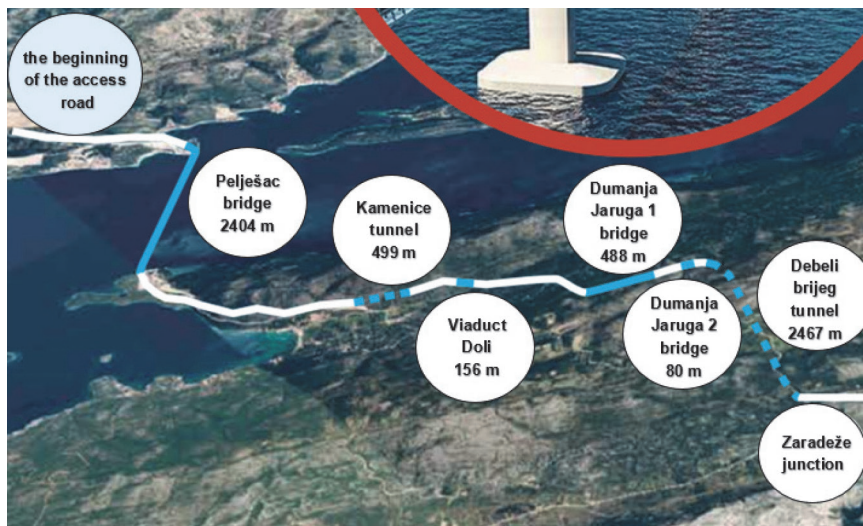 the beginning
of the access
road
Pelješac
bridge
2404 m
Kamenice
tunnel
499 m
Viaduct
Doli
156 m
Dumanja
Jaruga 1
bridge
488 m
Dumanja
Jaruga 2
bridge
80 m
Debeli
brijeg
tunnel
2467 m
Zaradeže
junction